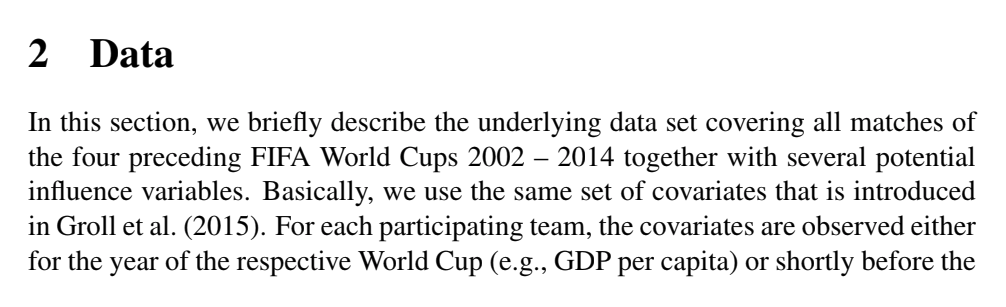 2 Data
In this section, we briefly describe the underlying data set covering all matches of
the four preceding FIFA World Cups 2002 – 2014 together with several potential
influence variables. Basically, we use the same set of covariates that is introduced
in Groll et al. (2015). For each participating team, the covariates are observed either
for the year of the respective World Cup (e.g., GDP per capita) or shortly before the